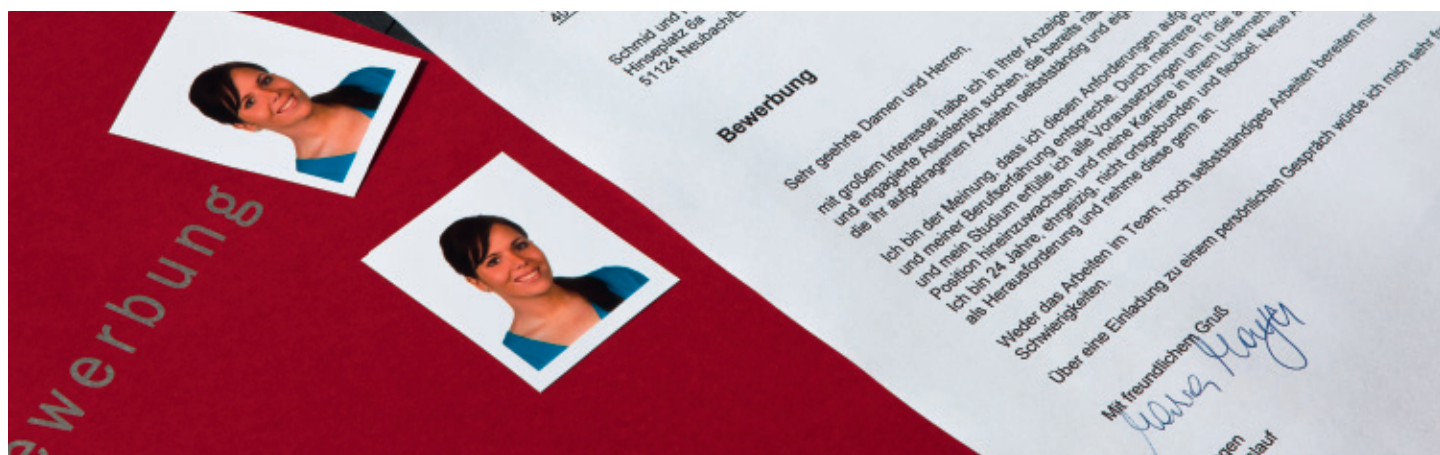 ewerbung
Schmid und
Hinseplatz 6a
51124 Neubach/E
Bewerbung
Sehr geehrte Damen und Herren,
mit großem Interesse habe ich in Ihrer Anzeige
und engagierte Assistentin suchen, die bereits
die ihr aufgetragenen Arbeiten selbstständig und
Ich bin der Meinung, dass ich diesen Anforderungen
und meiner Berufserfahrung entspreche. Durch mehrere
und mein Studium erfülle ich alle Voraussetzungen um in die
Position hineinzuwachsen und meine Karriere in Ihrem
Ich bin 24 Jahre, ehrgeizig, nicht ortsgebunden und flexibel. Neue
als Herausforderung und nehme diese gern an.
Weder das Arbeiten im Team, noch selbstständiges Arbeiten bereiten mir
Schwierigkeiten.
Über eine Einladung zu einem persönlichen Gespräch würde ich mich sehr
Mit freundlichem Gruß